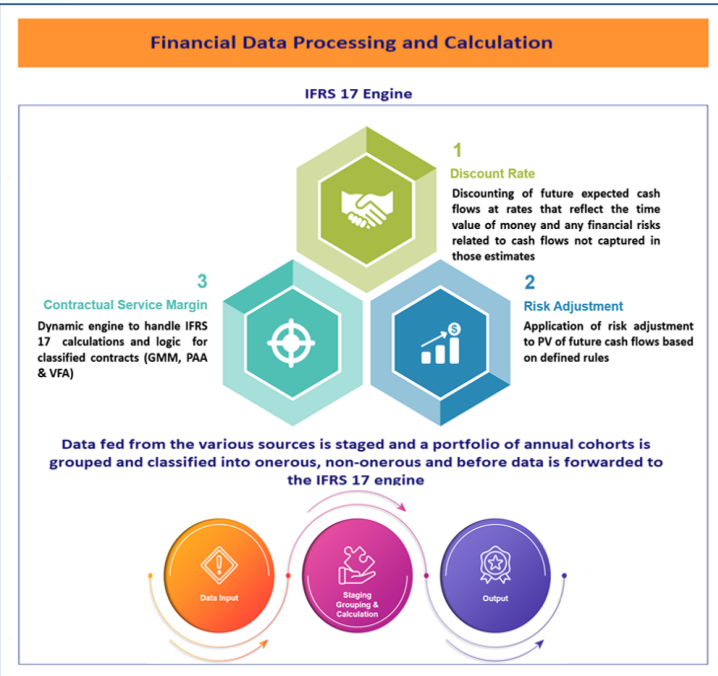 Financial Data Processing and Calculation
IFRS 17 Engine
1
Discount Rate
Discounting of future expected cash
flows at rates that reflect the time
value of money and any financial risks
related to cash flows not captured in
those estimates
3
Contractual Service Margin
Dynamic engine to handle IFRS
17 calculations and logic for
classified contracts (GMM, PAA
& VFA)
2
Risk Adjustment
Application of risk adjustment
to PV of future cash flows based
on defined rules
$
Data fed from the various sources is staged and a portfolio of annual cohorts is
grouped and classified into onerous, non-onerous and before data is forwarded to
the IFRS 17 engine
Data Input
Staging
Grouping &
Calculation
Output